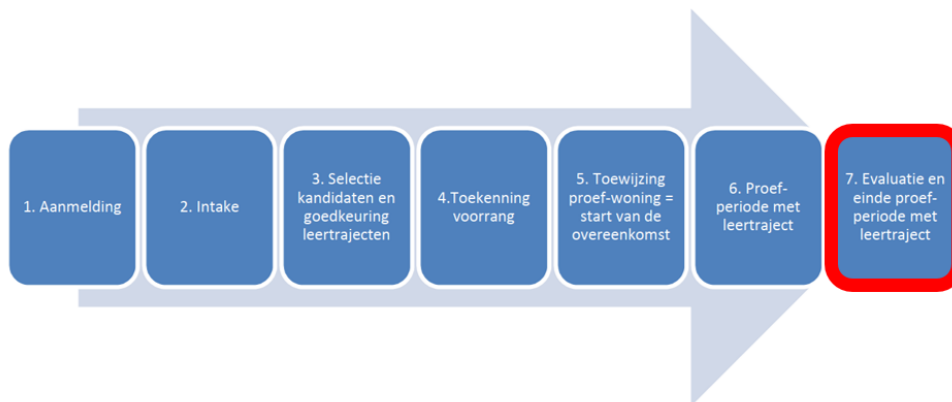 1. Aanmelding
2. Intake
3. Selectie
kandidaten en
goedkeuring
leertrajecten
4.Toekenning
voorrang
5. Toewijzing
proef-woning =
start van de
overeenkomst
6. Proef-
periode met
leertraject
7. Evaluatie en
einde proef-
periode met
leertraject